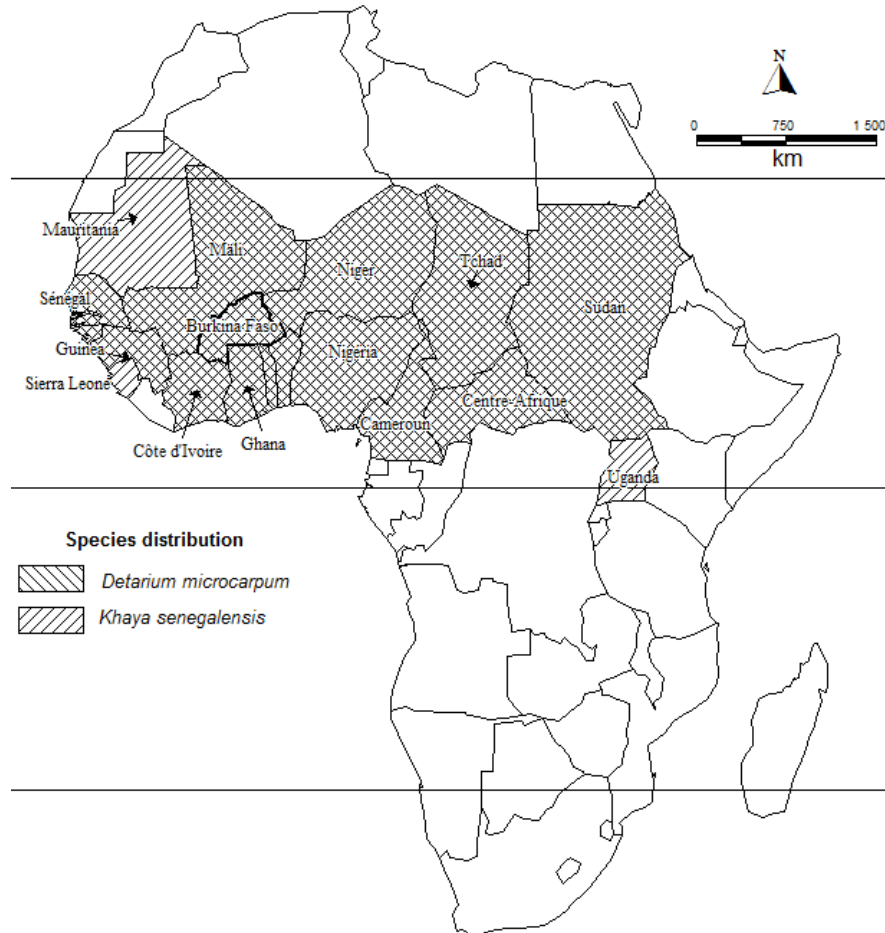 N
0 750 1 500
km
Mauritania
Mali
Niger
Tchad
Sénégal
Burkina Faso
Sudan
Guinea
Nigeria
Sierra Leone
Centre-Afrique
Cameroun
Côte d'Ivoire
Ghana
Uganda
Species distribution
Detarium microcarpum
Khaya senegalensis